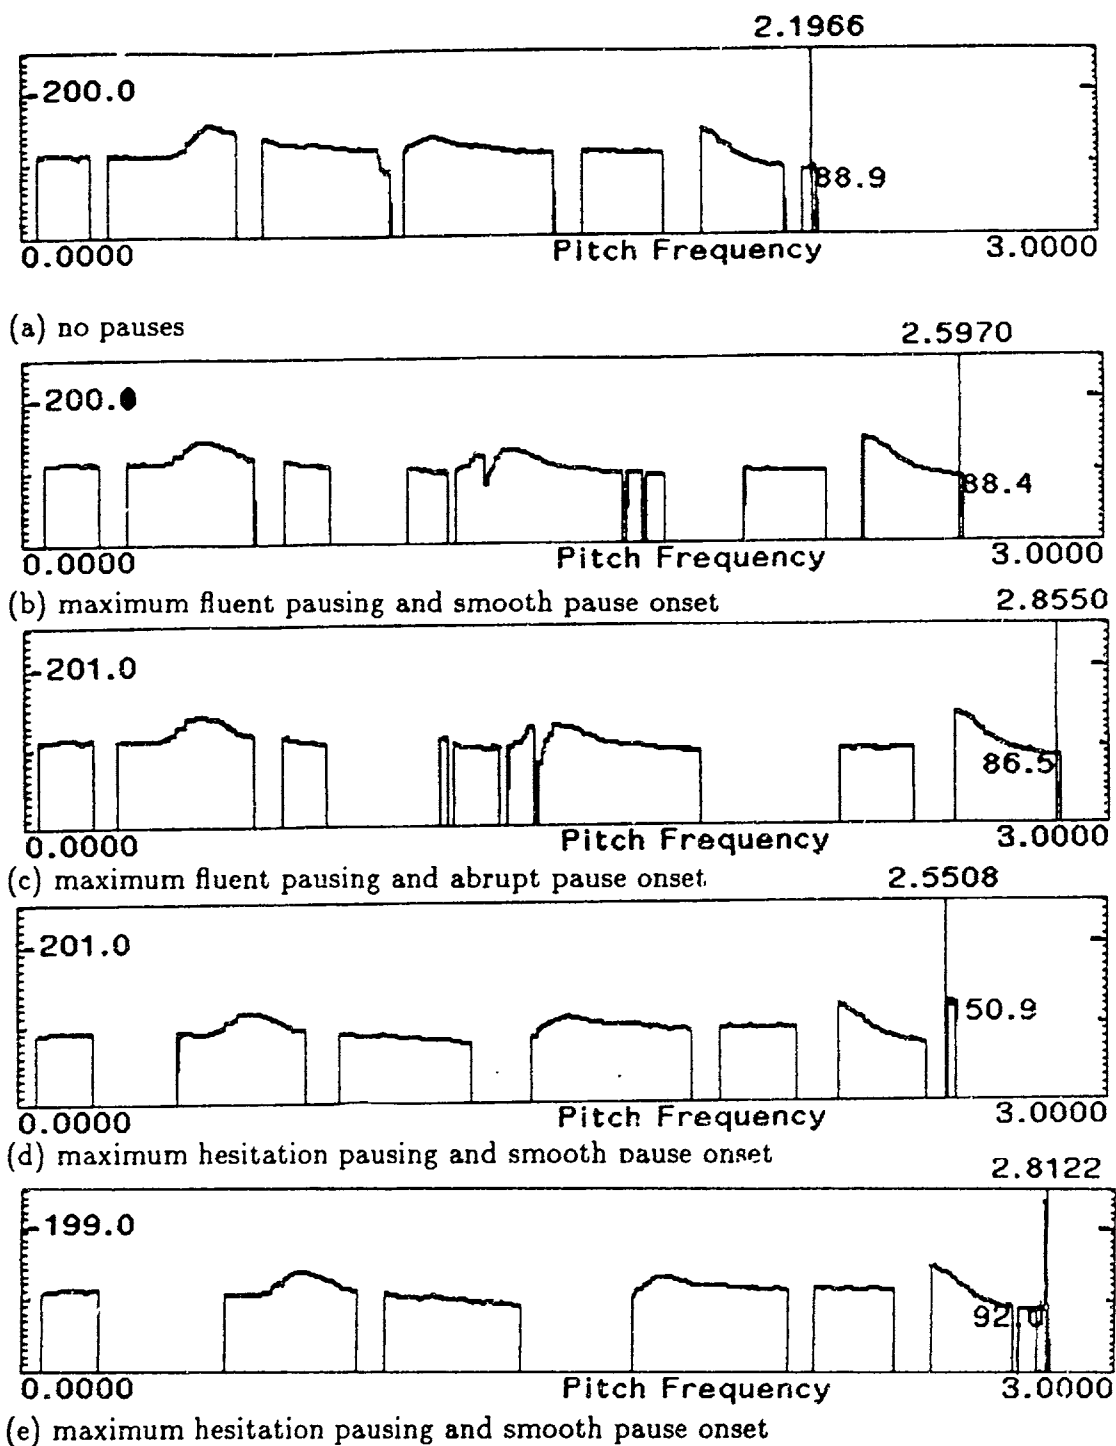 2.1966
200.0
88.9
0.0000 Pitch Frequency 3.0000
(a) no pauses
2.5970
200.
88.4
0.0000 Pitch Frequency 3.0000
(b) maximum fluent pausing and smooth pause onset
2.8550
201.0
86.5
0.0000 Pitch Frequency 3.0000
(c) maximum fluent pausing and abrupt pause onset
2.5508
201.0
50.9
0.0000 Pitch Frequency 3.0000
(d) maximum hesitation pausing and smooth pause onset
2.8122
199.0
92
0.0000 Pitch Frequency 3.0000
(e) maximum hesitation pausing and smooth pause onset